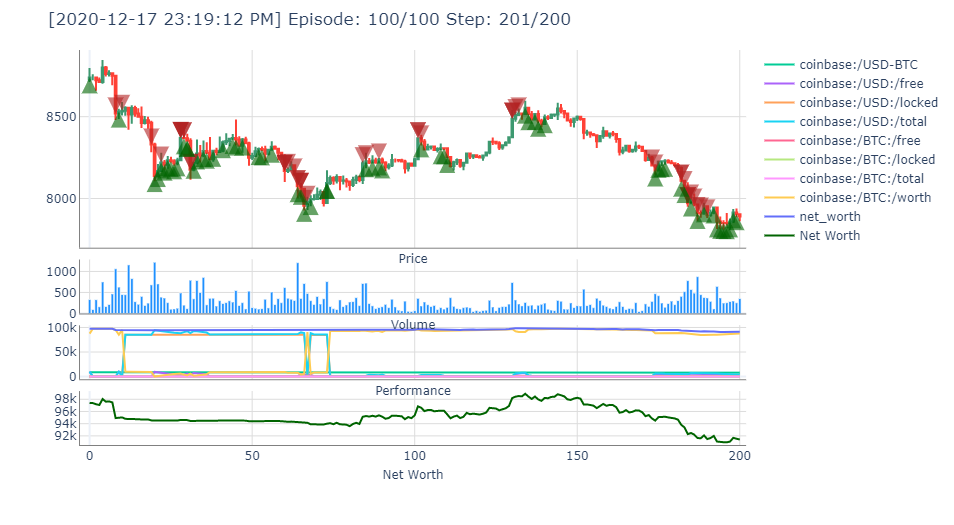 [2020-12-17 23:19:12 PM] Episode: 100/100 Step: 201/200
8500
8000
Price
1000
500
0
Volume
100k
50k
0
Performance
98k
96k
94k
92k
0 50 100 150 200
Net Worth
coinbase:/USD-BTC
coinbase:/USD:/free
coinbase:/USD:/locked
coinbase:/USD:/total
coinbase:/BTC:/free
coinbase:/BTC:/locked
coinbase:/BTC:/total
coinbase:/BTC:/worth
net_worth
Net Worth